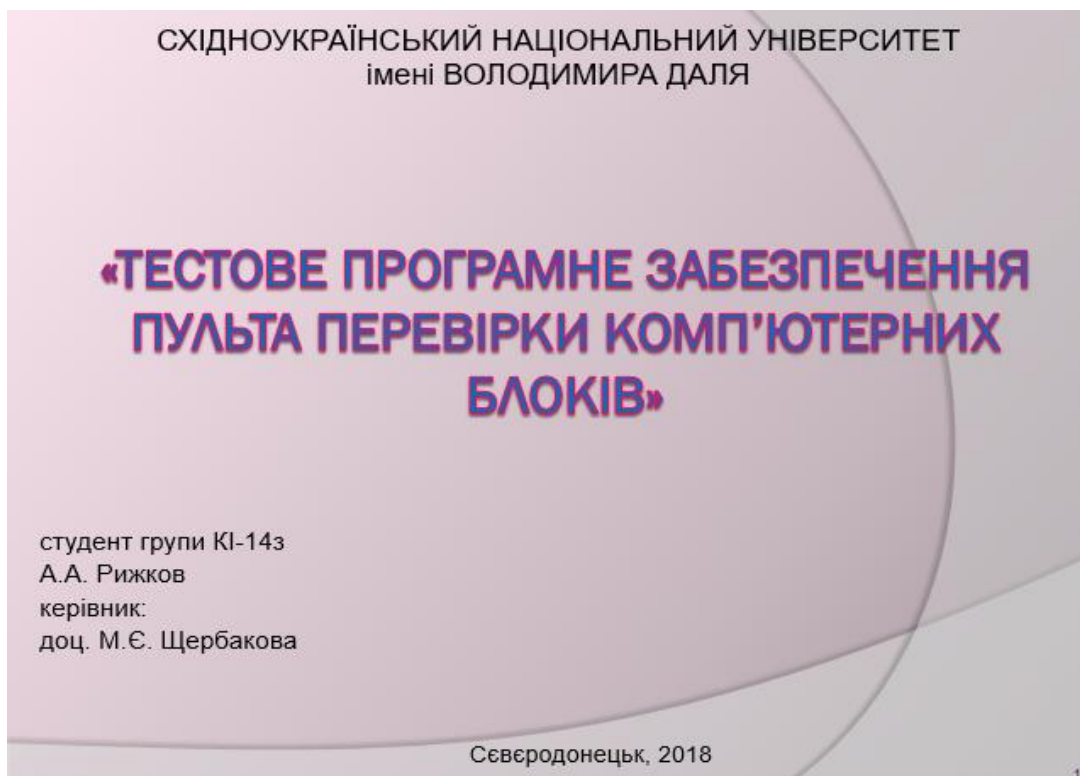 СХІДНОУКРАЇНСЬКИЙ НАЦІОНАЛЬНИЙ УНІВЕРСИТЕТ
імені ВОЛОДИМИРА ДАЛЯ
«ТЕСТОВЕ ПРОГРАМНЕ ЗАБЕЗПЕЧЕННЯ
ПУЛЬТА ПЕРЕВІРКИ КОМП’ЮТЕРНИХ
БЛОКІВ»
студент групи КІ-14з
А.А. Рижков
керівник:
доц. М.Є. Щербакова
Сєвєродонецьк, 2018